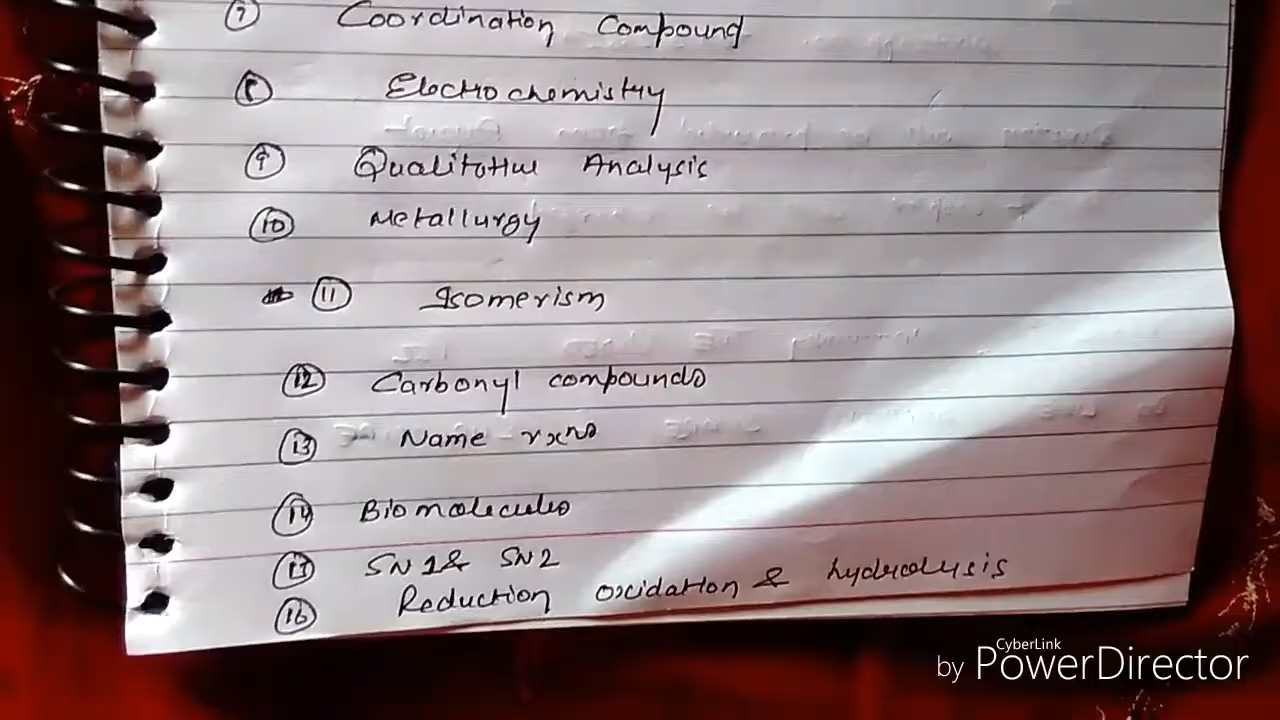 7 Coordination Compound
8 Electrochemistry
9 Qualitative Analysis
10 Metallurgy
11 Isomerism
12 Carbonyl compounds
13 Name rxns
14 Biomolecules
15 SN1 & SN2
16 Reduction oxidation & hydrolysis
CyberLink
by PowerDirector